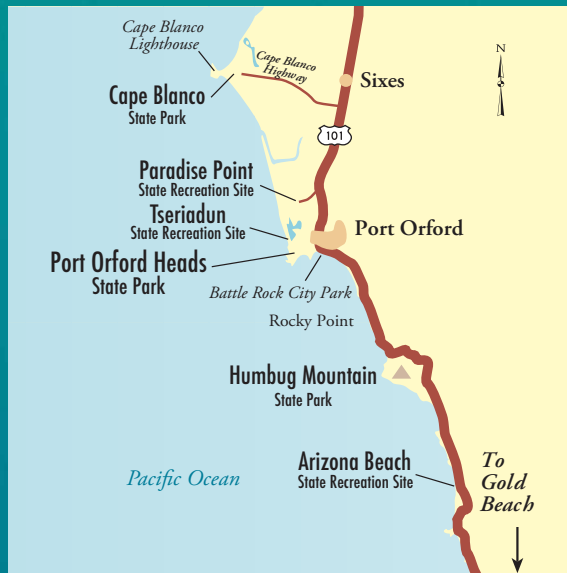 Cape Blanco
Lighthouse
N
Cape Blanco
Highway
Sixes
Cape Blanco
State Park
101
Paradise Point
State Recreation Site
Tseriadun
State Recreation Site
Port Orford
Port Orford Heads
State Park
Battle Rock City Park
Rocky Point
Humbug Mountain
State Park
Arizona Beach
State Recreation Site
To
Gold
Beach
Pacific Ocean